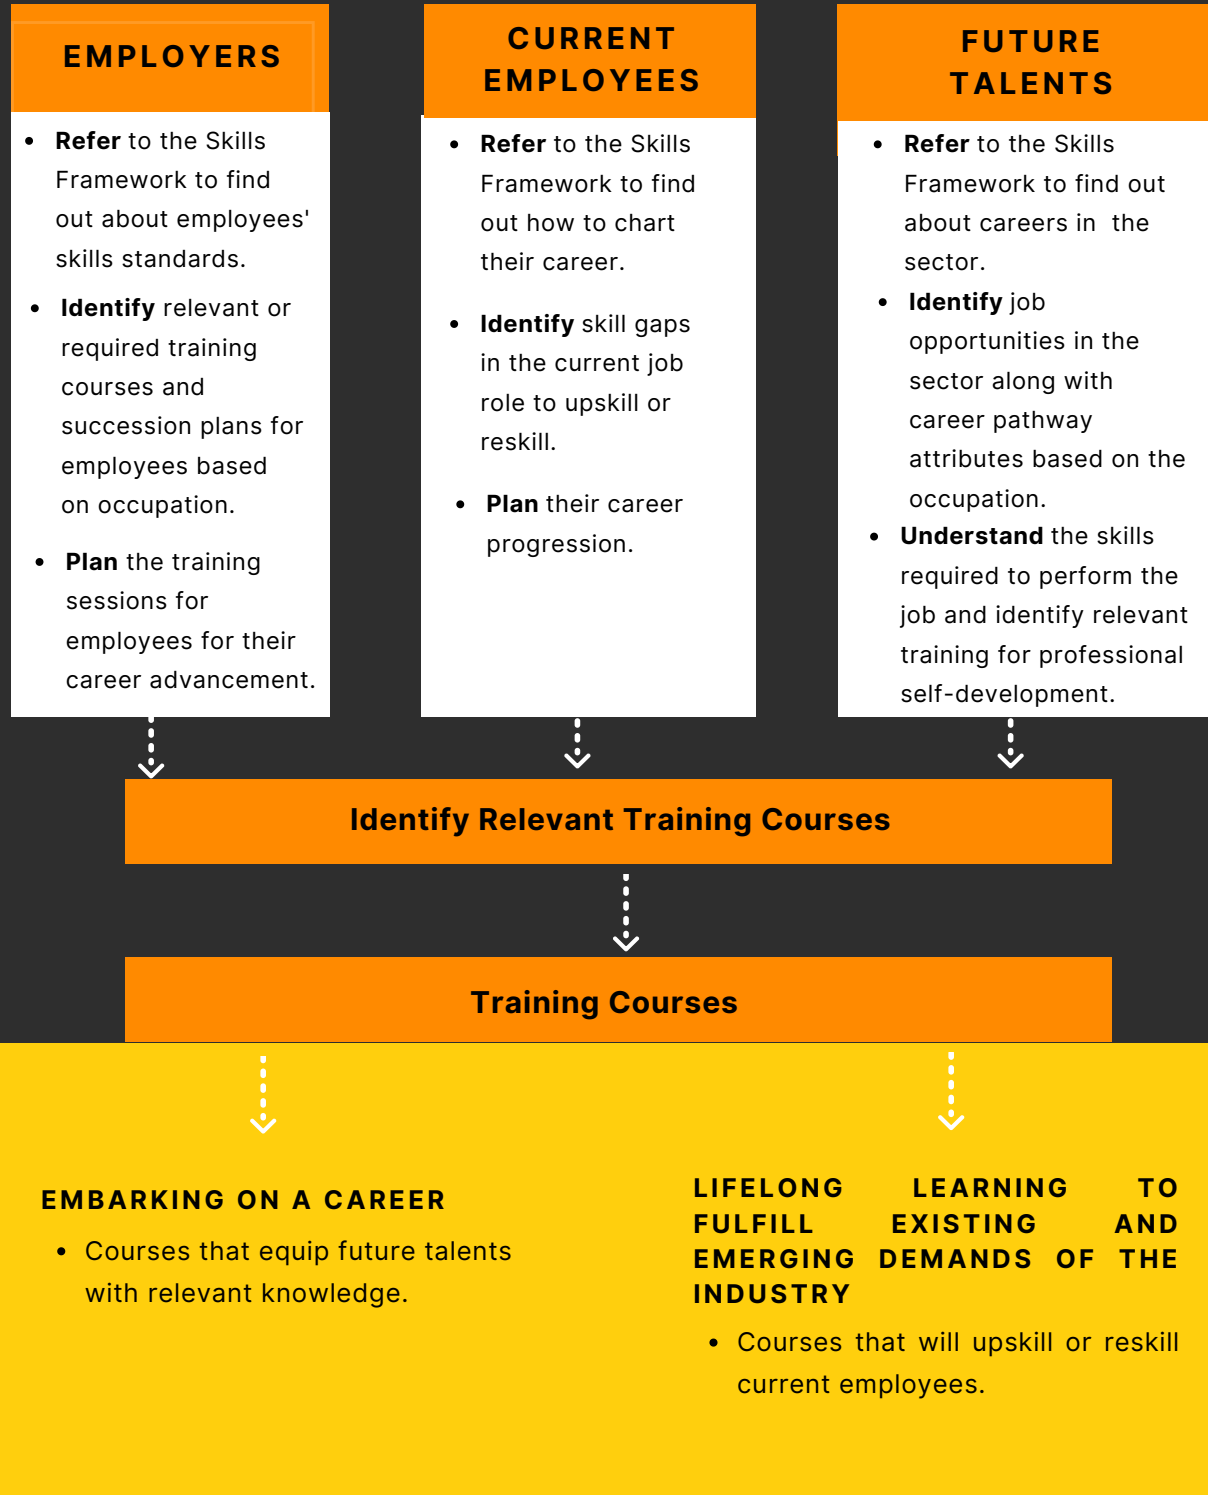 EMPLOYERS
• Refer to the Skills
Framework to find
out about employees'
skills standards.
• Identify relevant or
required training
courses and
succession plans for
employees based
on occupation.
• Plan the training
sessions for
employees for their
career advancement.
CURRENT
EMPLOYEES
• Refer to the Skills
Framework to find
out how to chart
their career.
• Identify skill gaps
in the current job
role to upskill or
reskill.
• Plan their career
progression.
FUTURE
TALENTS
• Refer to the Skills
Framework to find out
about careers in  the
sector.
• Identify job
opportunities in the
sector along with
career pathway
attributes based on the
occupation.
• Understand the skills
required to perform the
job and identify relevant
training for professional
self-development.
Identify Relevant Training Courses
Training Courses
EMBARKING ON A CAREER
• Courses that equip future talents
with relevant knowledge.
LIFELONG LEARNING TO
FULFILL EXISTING AND
EMERGING DEMANDS OF THE
INDUSTRY
• Courses that will upskill or reskill
current employees.